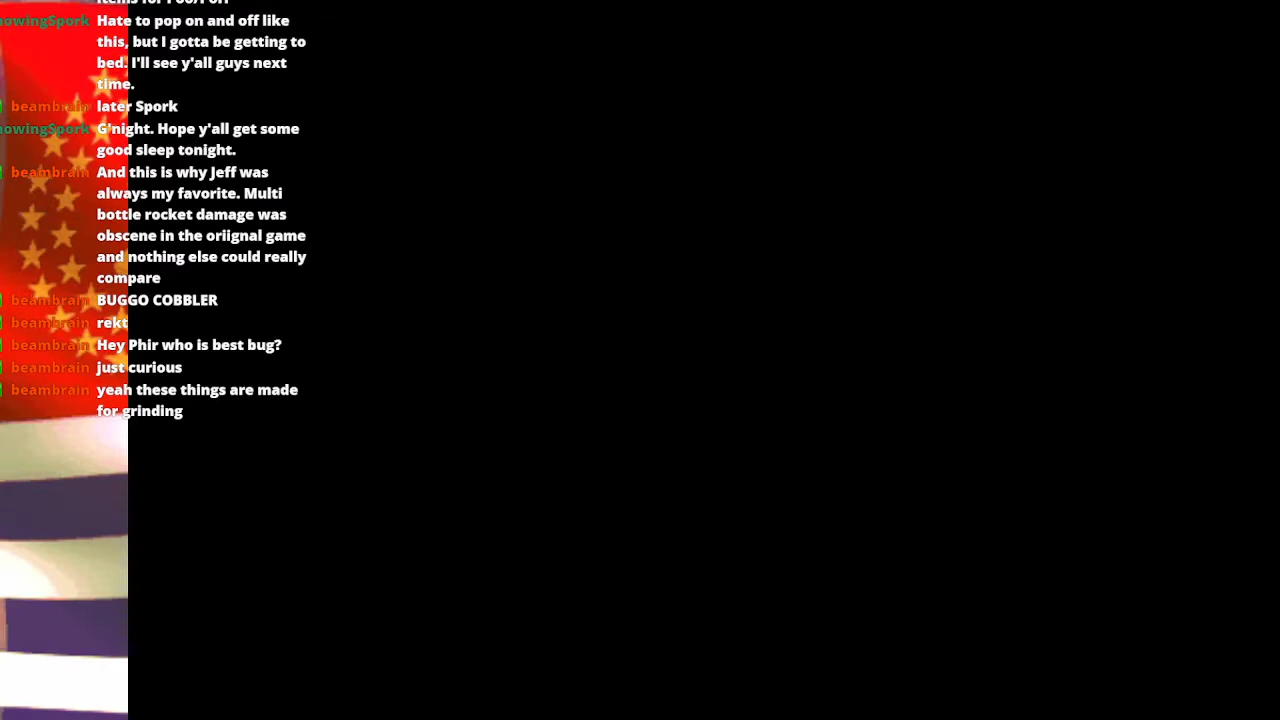 Hate to pop on and off like
this, but I gotta be getting to
bed. I'll see y'all guys next
time.
beambrain later Spork
G'night. Hope y'all get some
good sleep tonight.
beambrain And this is why Jeff was
always my favorite. Multi
bottle rocket damage was
obscene in the oriignal game
and nothing else could really
compare
beambrain BUGGO COBBLER
beambrain rekt
beambrain Hey Phir who is best bug?
beambrain just curious
beambrain yeah these things are made
for grinding